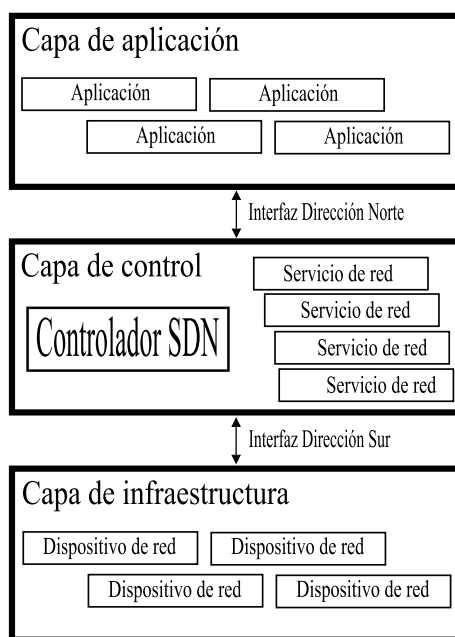 Capa de aplicación
Aplicación
Aplicación
Aplicación
Aplicación
Interfaz Dirección Norte
Capa de control
Controlador SDN
Servicio de red
Servicio de red
Servicio de red
Servicio de red
Interfaz Dirección Sur
Capa de infraestructura
Dispositivo de red
Dispositivo de red
Dispositivo de red
Dispositivo de red